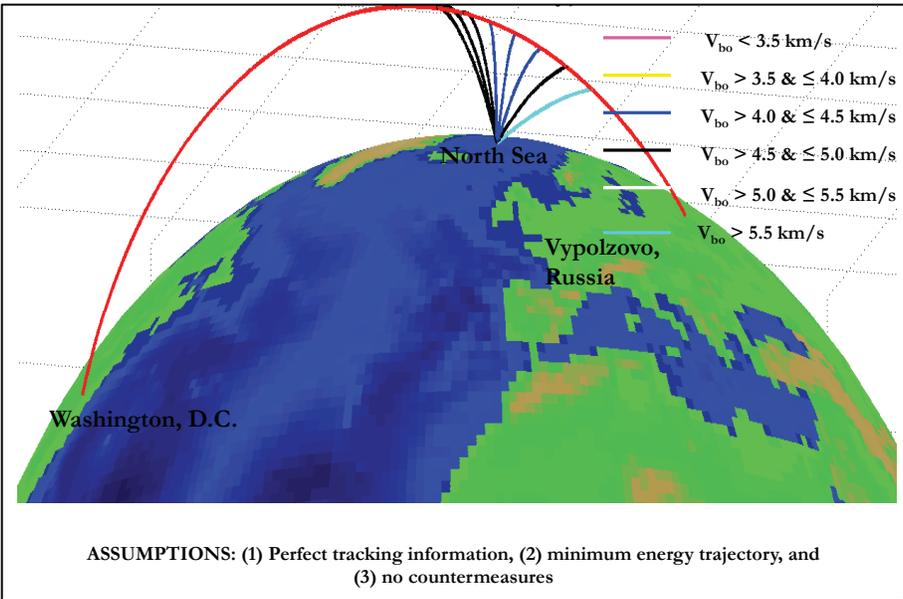 V_bo < 3.5 km/s
V_bo > 3.5 & ≤ 4.0 km/s
V_bo > 4.0 & ≤ 4.5 km/s
V_bo > 4.5 & ≤ 5.0 km/s
V_bo > 5.0 & ≤ 5.5 km/s
V_bo > 5.5 km/s
North Sea
Vypolzovo,
Russia
Washington, D.C.
ASSUMPTIONS: (1) Perfect tracking information, (2) minimum energy trajectory, and
(3) no countermeasures